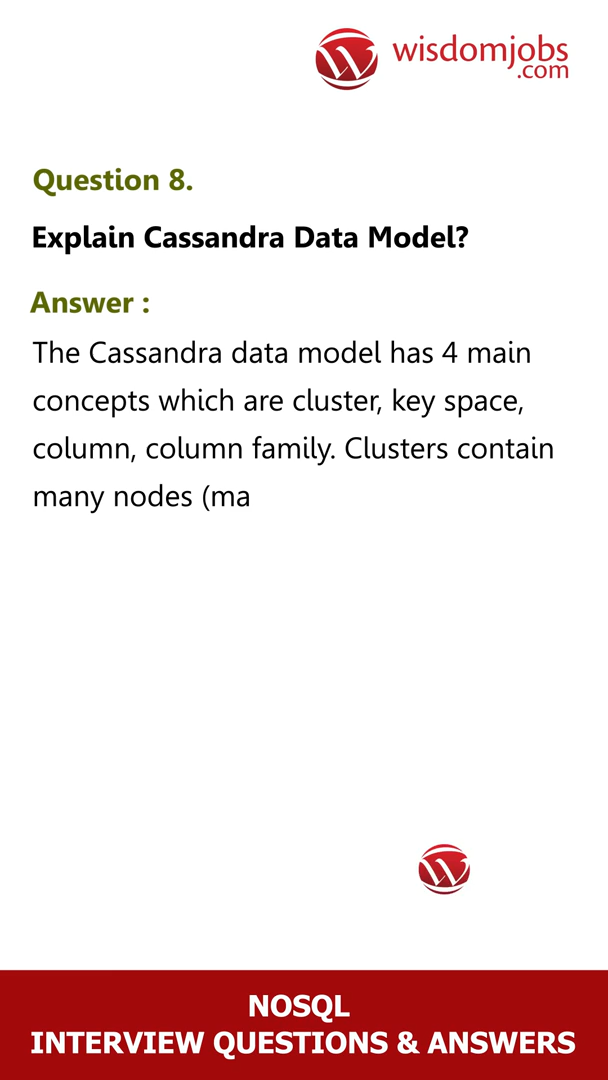 wisdomjobs
.com
Question 8.
Explain Cassandra Data Model?
Answer :
The Cassandra data model has 4 main
concepts which are cluster, key space,
column, column family. Clusters contain
many nodes (ma
NOSQL
INTERVIEW QUESTIONS & ANSWERS